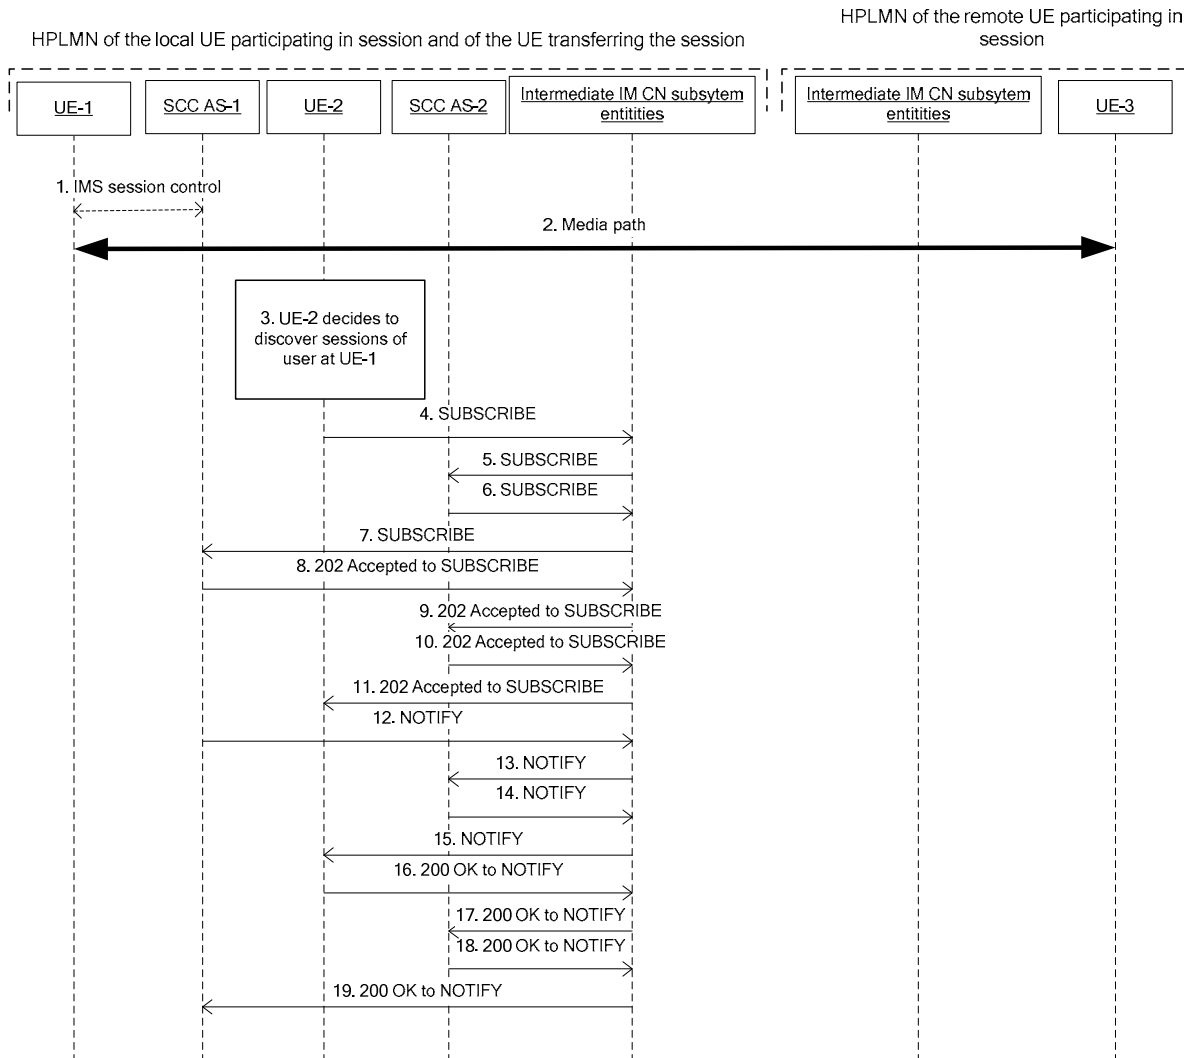 HPLMN of the local UE participating in session and of the UE transferring the session
HPLMN of the remote UE participating in
session
UE-1
SCC AS-1
UE-2
SCC AS-2
Intermediate IM CN subsytem
entitities
Intermediate IM CN subsytem
entitities
UE-3
1. IMS session control
2. Media path
3. UE-2 decides to
discover sessions of
user at UE-1
4. SUBSCRIBE
5. SUBSCRIBE
6. SUBSCRIBE
7. SUBSCRIBE
8. 202 Accepted to SUBSCRIBE
9. 202 Accepted to SUBSCRIBE
10. 202 Accepted to SUBSCRIBE
11. 202 Accepted to SUBSCRIBE
12. NOTIFY
13. NOTIFY
14. NOTIFY
15. NOTIFY
16. 200 OK to NOTIFY
17. 200 OK to NOTIFY
18. 200 OK to NOTIFY
19. 200 OK to NOTIFY